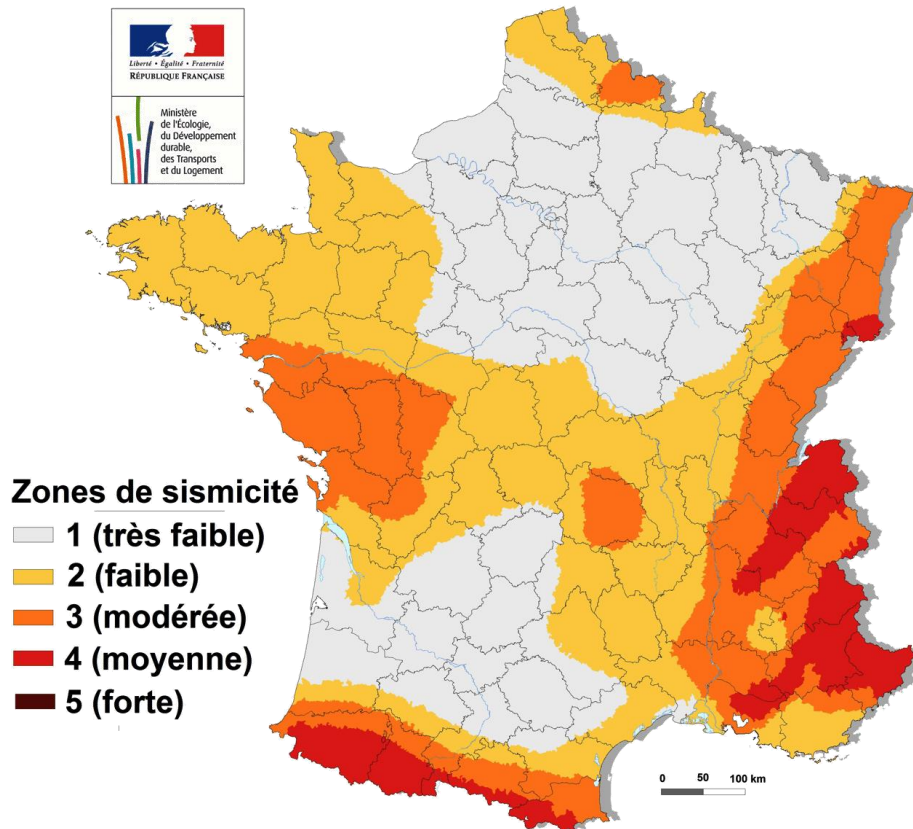 Liberté • Égalité • Fraternité
RÉPUBLIQUE FRANÇAISE
Ministère
de l'Écologie,
du Développement
durable,
des Transports
et du Logement
Zones de sismicité
1 (très faible)
2 (faible)
3 (modérée)
4 (moyenne)
5 (forte)
0 50 100 km